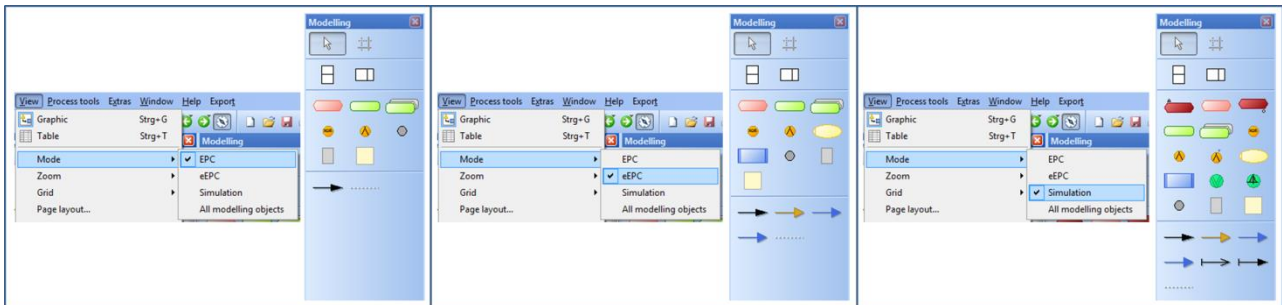 Modelling
View Process tools Extras Window Help Export
Graphic Strg+G
Table Strg+T
Modelling
Mode EPC
Zoom eEPC
Grid Simulation
Page layout... All modelling objects
Modelling
View Process tools Extras Window Help Export
Graphic Strg+G
Table Strg+T
Modelling
Mode EPC
Zoom eEPC
Grid Simulation
Page layout... All modelling objects
Modelling
View Process tools Extras Window Help Export
Graphic Strg+G
Table Strg+T
Modelling
Mode EPC
Zoom eEPC
Grid Simulation
Page layout... All modelling objects